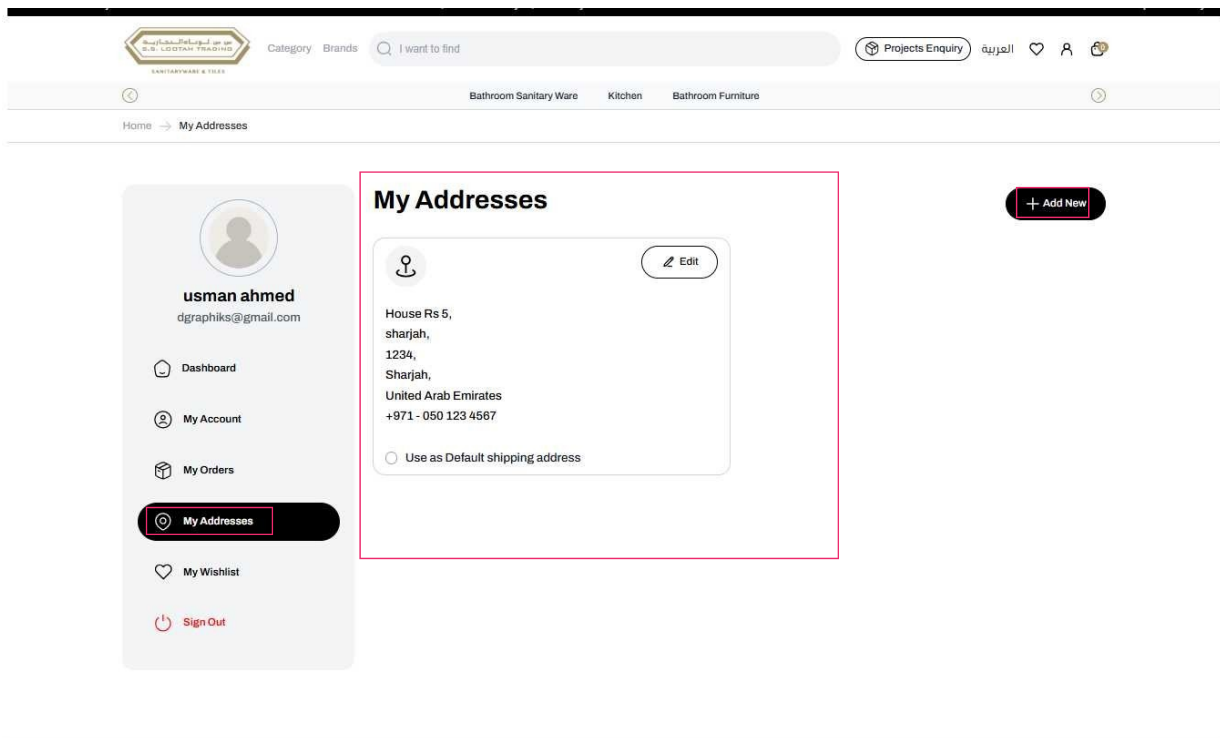 S.S. LOOTAH TRADING
SANITARYWARE & TILES
Category Brands I want to find Projects Enquiry العربية 0
Bathroom Sanitary Ware Kitchen Bathroom Furniture
Home → My Addresses
My Addresses
+ Add New
Edit
usman ahmed
dgraphiks@gmail.com
House Rs 5,
sharjah,
1234,
Sharjah,
United Arab Emirates
+971 - 050 123 4567
Use as Default shipping address
Dashboard
My Account
My Orders
My Addresses
My Wishlist
Sign Out